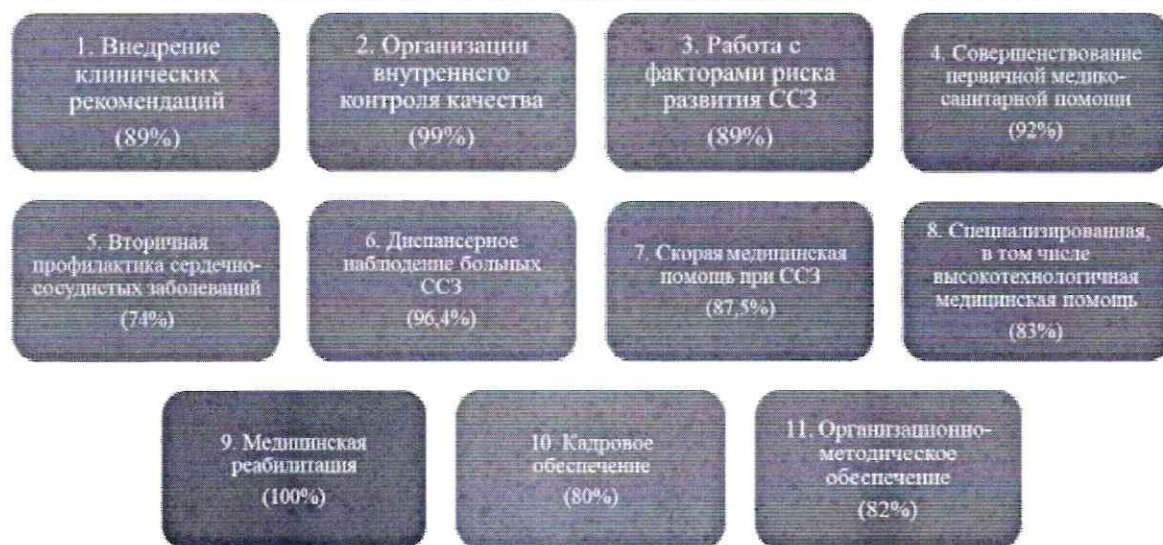 1. Внедрение
клинических
рекомендаций
(89%)
2. Организации
внутреннего
контроля качества
(99%)
3. Работа с
факторами риска
развития ССЗ
(89%)
4. Совершенствование
первичной медико-
санитарной помощи
(92%)
5. Вторичная
профилактика сердечно-
сосудистых заболеваний
(74%)
6. Диспансерное
наблюдение больных
ССЗ
(96,4%)
7. Скорая медицинская
помощь при ССЗ
(87,5%)
8. Специализированная,
в том числе
высокотехнологичная
медицинская помощь
(83%)
9. Медицинская
реабилитация
(100%)
10. Кадровое
обеспечение
(80%)
11. Организационно-
методическое
обеспечение
(82%)